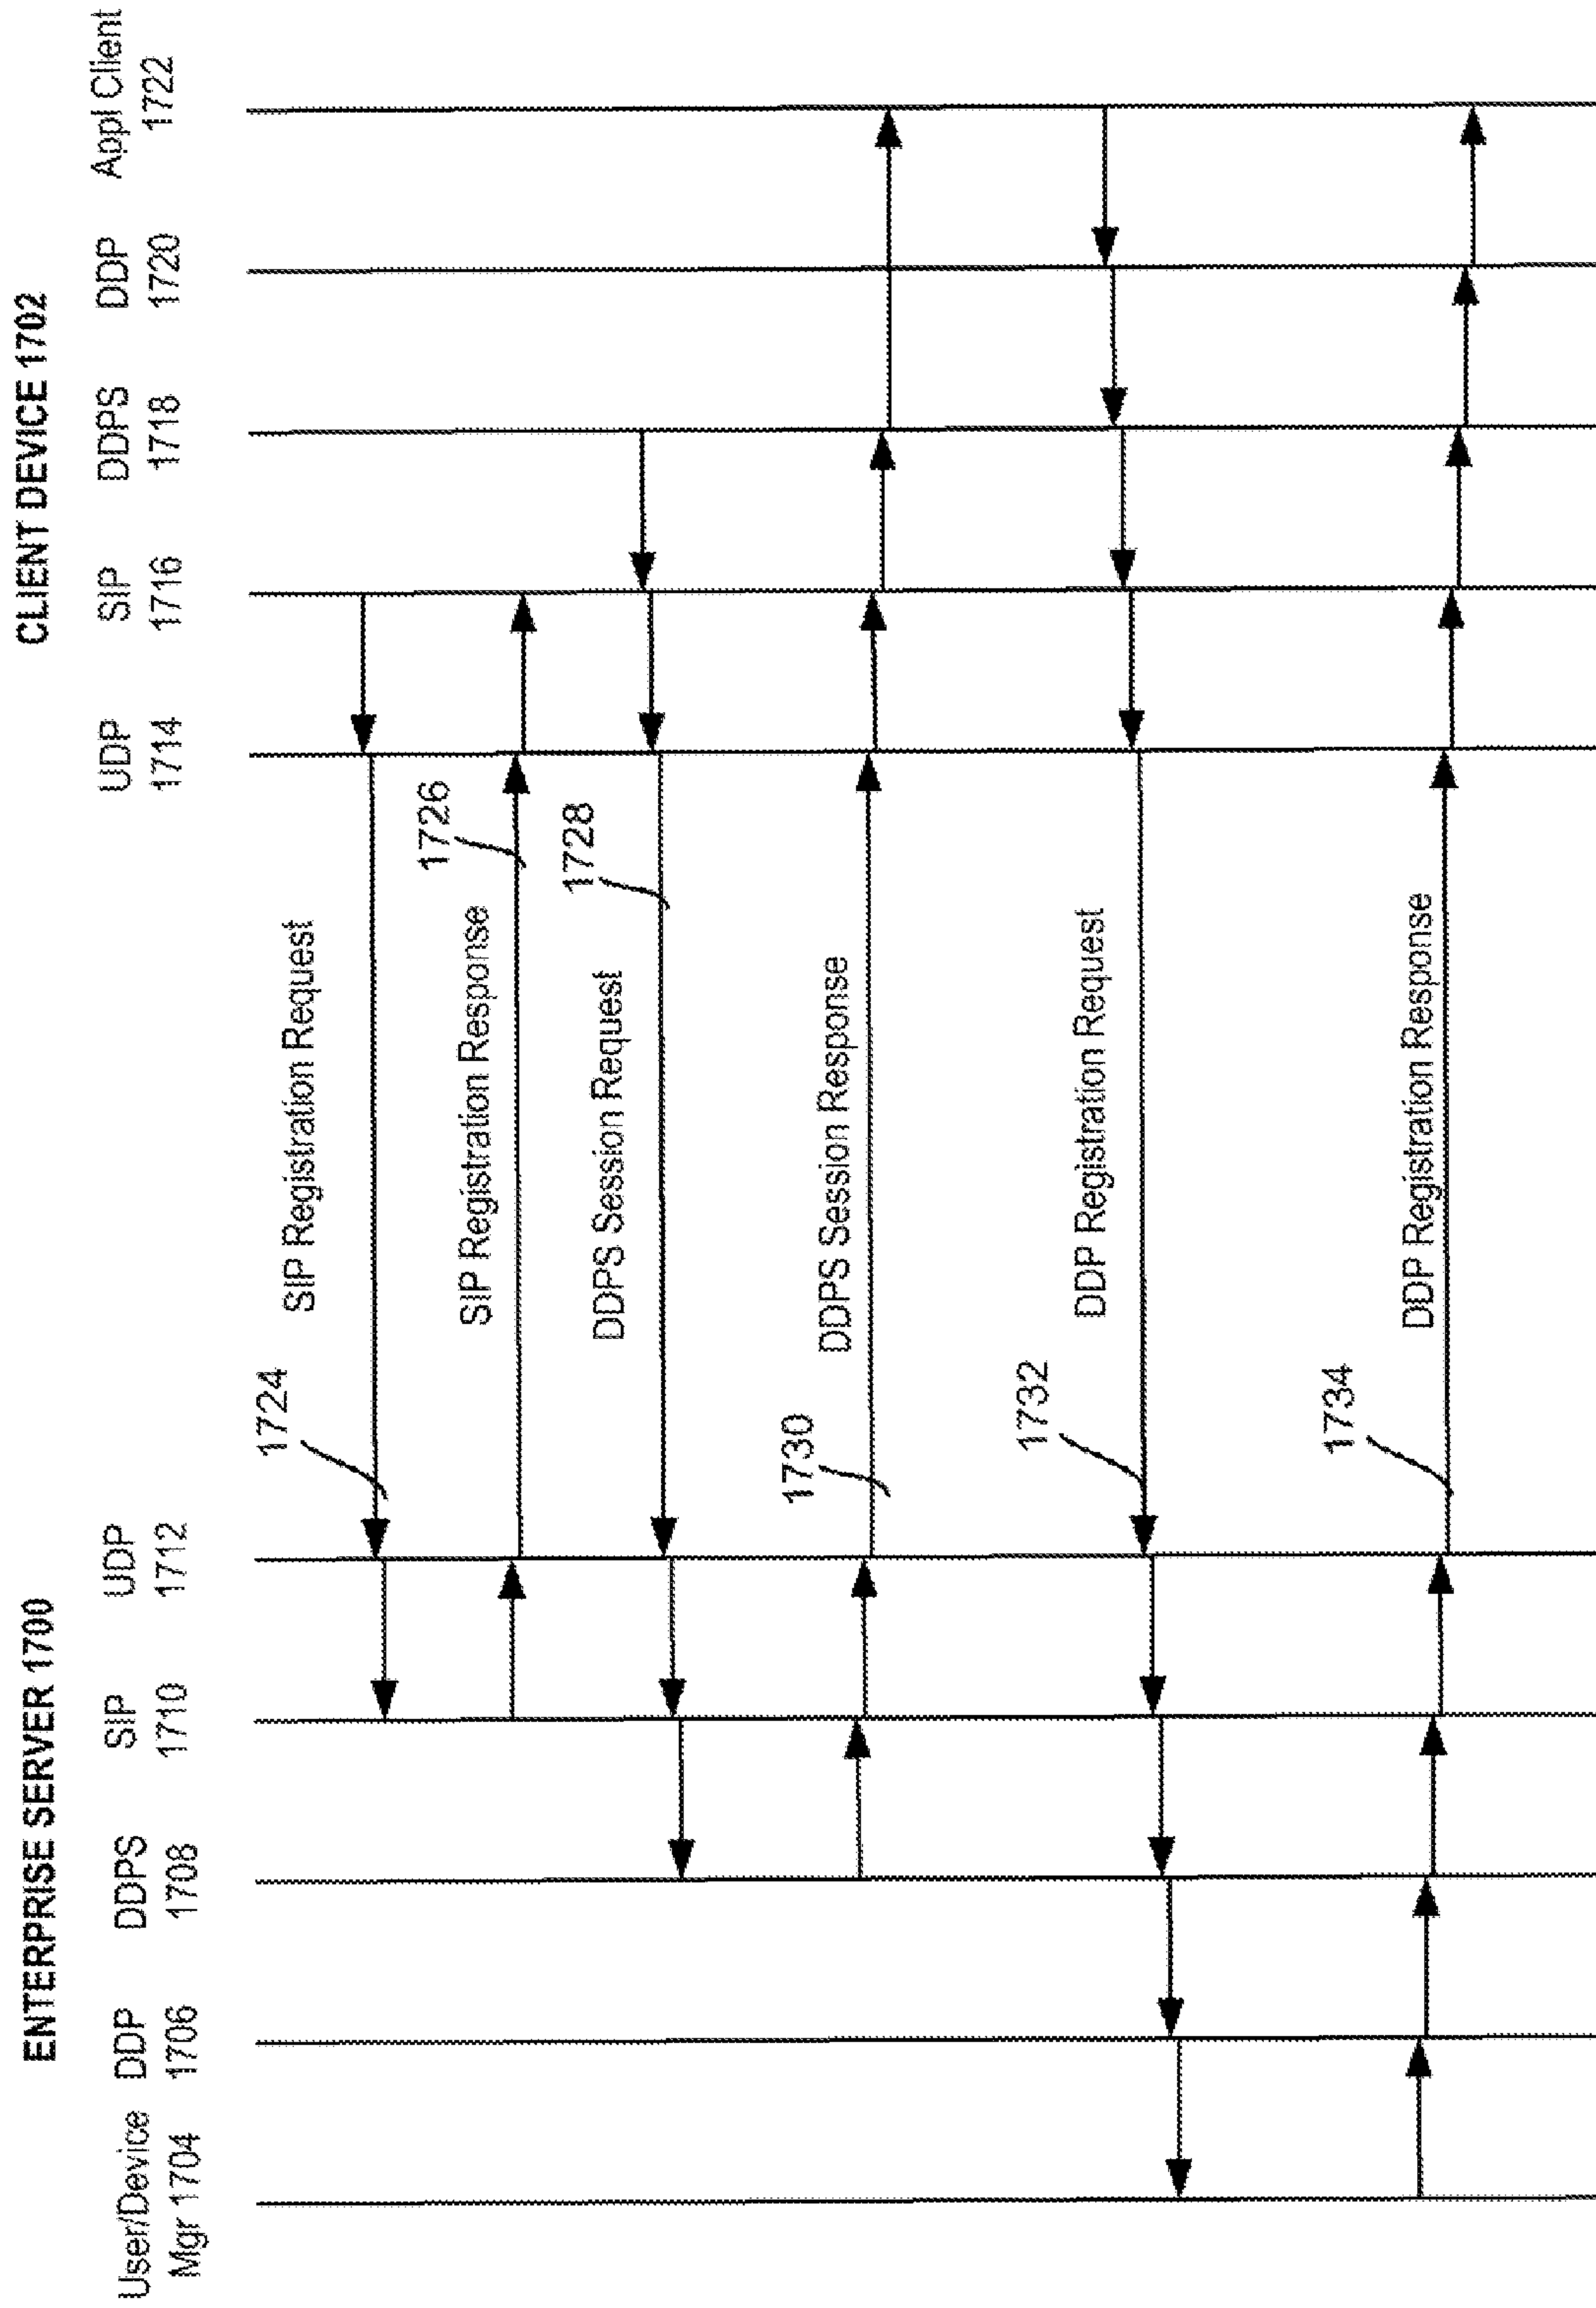 ENTERPRISE SERVER 1700
CLIENT DEVICE 1702
User/Device
Mgr 1704
DDP
1706
DDPS
1708
SIP
1710
UDP
1712
UDP
1714
SIP
1716
DDPS
1718
DDP
1720
Appl Client
1722
1724
SIP Registration Request
SIP Registration Response
1726
DDPS Session Request
1728
1730
DDPS Session Response
1732
DDP Registration Request
1734
DDP Registration Response